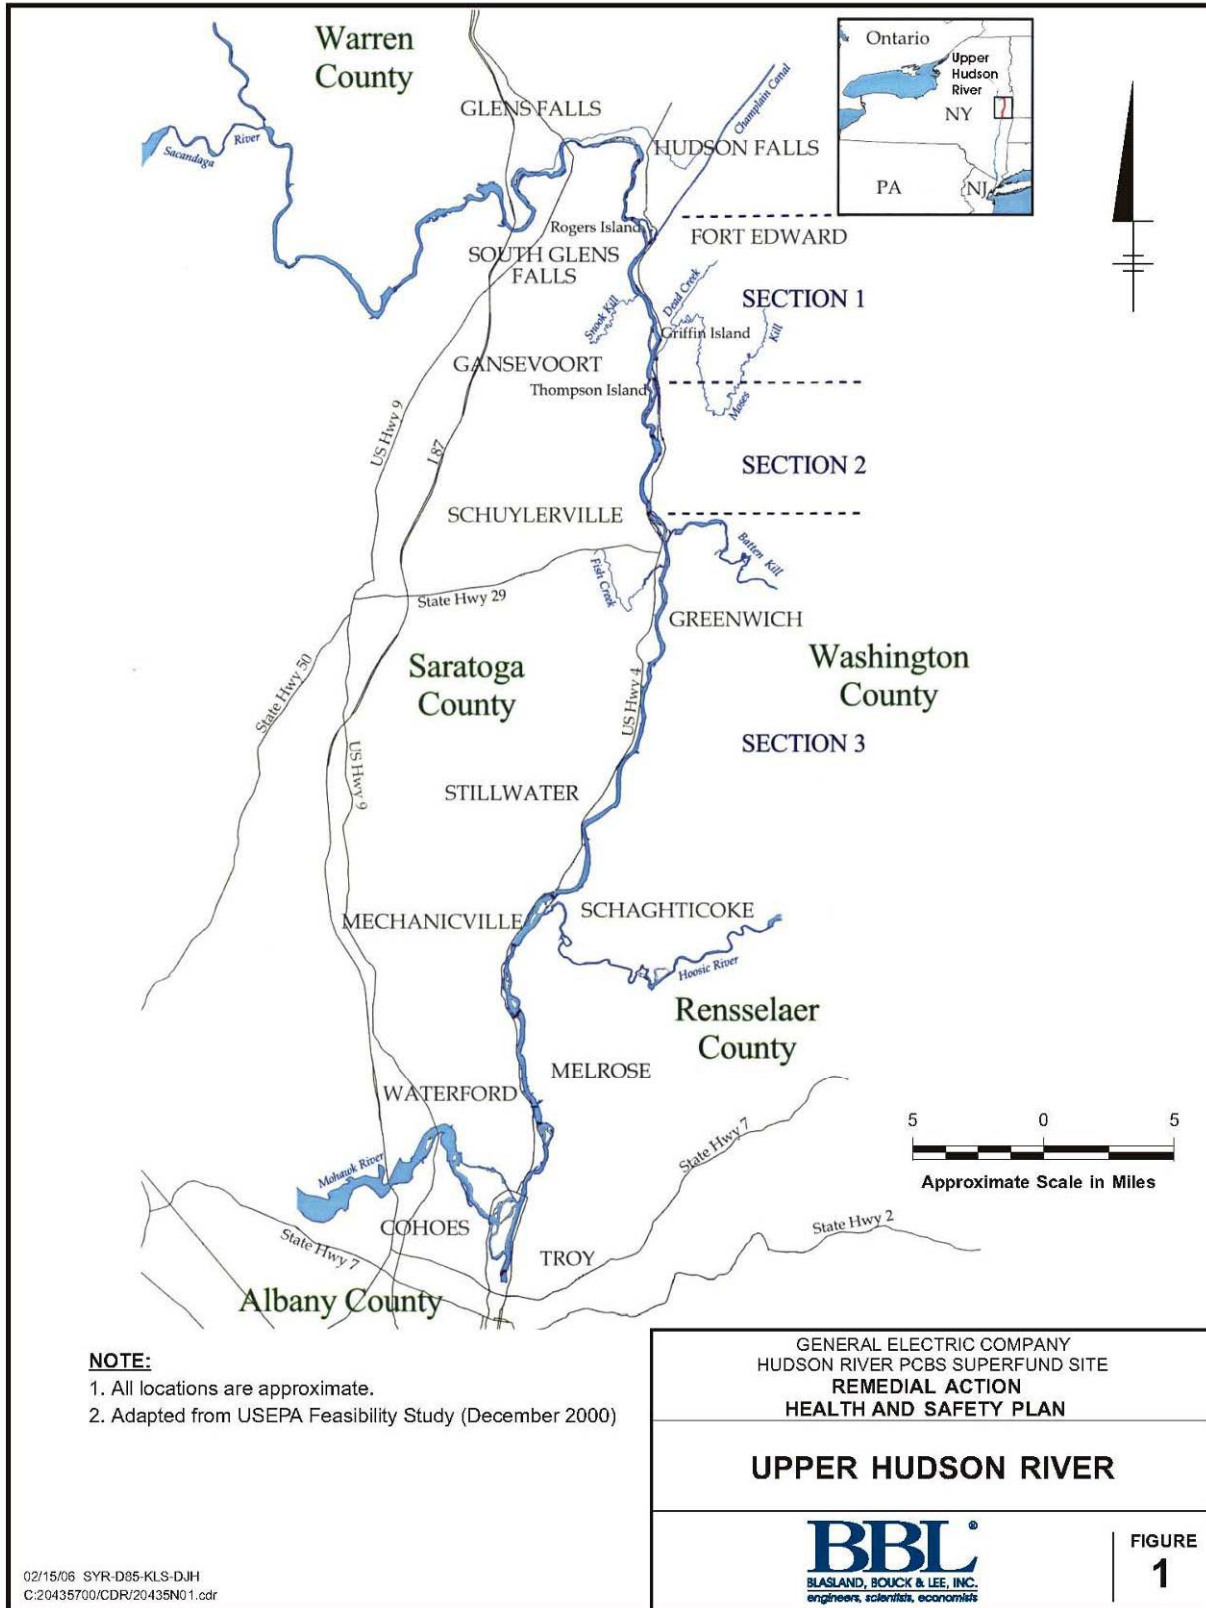 Warren
County
GLENS FALLS
Ontario
Upper
Hudson
River
NY
PA
NJ
Champlain Canal
HUDSON FALLS
Sacandaga
River
Rogers Island
FORT EDWARD
SOUTH GLENS
FALLS
Dead Creek
SECTION 1
Snook Kill
Griffin Island
Kill
GANSEVOORT
Thompson Island
Moses
US Hwy 9
I 87
SECTION 2
SCHUYLERVILLE
Batten Kill
Fish Creek
State Hwy 29
GREENWICH
Saratoga
County
Washington
County
State Hwy 50
US Hwy 4
SECTION 3
US Hwy 9
STILLWATER
MECHANICVILLE
SCHAGHTICOKE
Hoosic River
Rensselaer
County
MELROSE
WATERFORD
5 0 5
Approximate Scale in Miles
State Hwy 7
Mohawk River
COHOES
State Hwy 2
State Hwy 7
TROY
Albany County
NOTE:
1. All locations are approximate.
2. Adapted from USEPA Feasibility Study (December 2000)
GENERAL ELECTRIC COMPANY
HUDSON RIVER PCBS SUPERFUND SITE
REMEDIAL ACTION
HEALTH AND SAFETY PLAN
UPPER HUDSON RIVER
BBL®
BLASLAND, BOUCK & LEE, INC.
engineers, scientists, economists
FIGURE
1
02/15/06 SYR-D85-KLS-DJH
C:20435700/CDR/20435N01.cdr